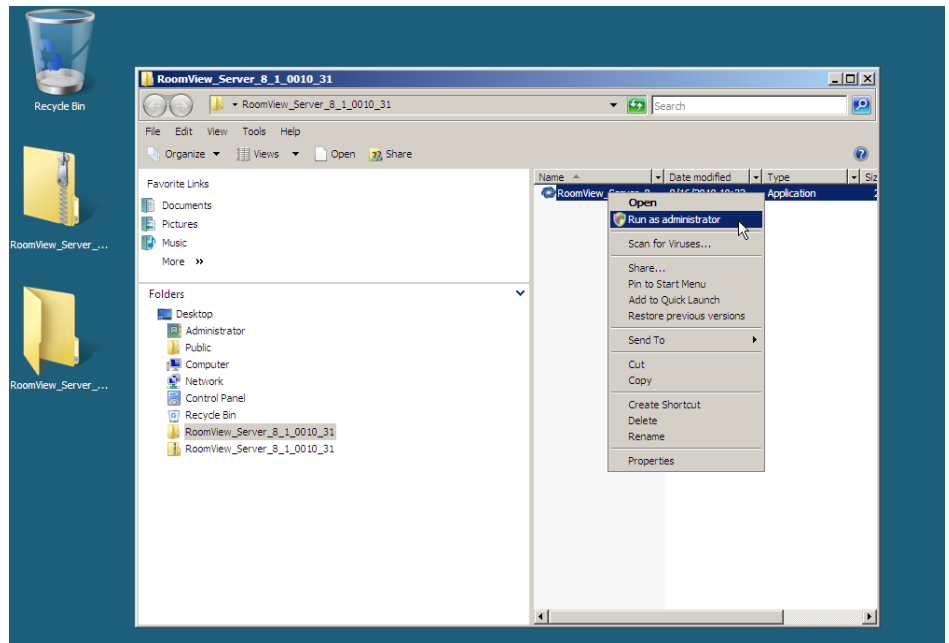 Recycle Bin
RoomView_Server_...
RoomView_Server_...
RoomView_Server_8_1_0010_31
RoomView_Server_8_1_0010_31
Search
File Edit View Tools Help
Organize Views Open Share
Favorite Links
Documents
Pictures
Music
More »
Folders
Desktop
Administrator
Public
Computer
Network
Control Panel
Recycle Bin
RoomView_Server_8_1_0010_31
RoomView_Server_8_1_0010_31
Name Date modified Type Siz
Application 2
Open
Run as administrator
Scan for Viruses...
Share...
Pin to Start Menu
Add to Quick Launch
Restore previous versions
Send To
Cut
Copy
Create Shortcut
Delete
Rename
Properties